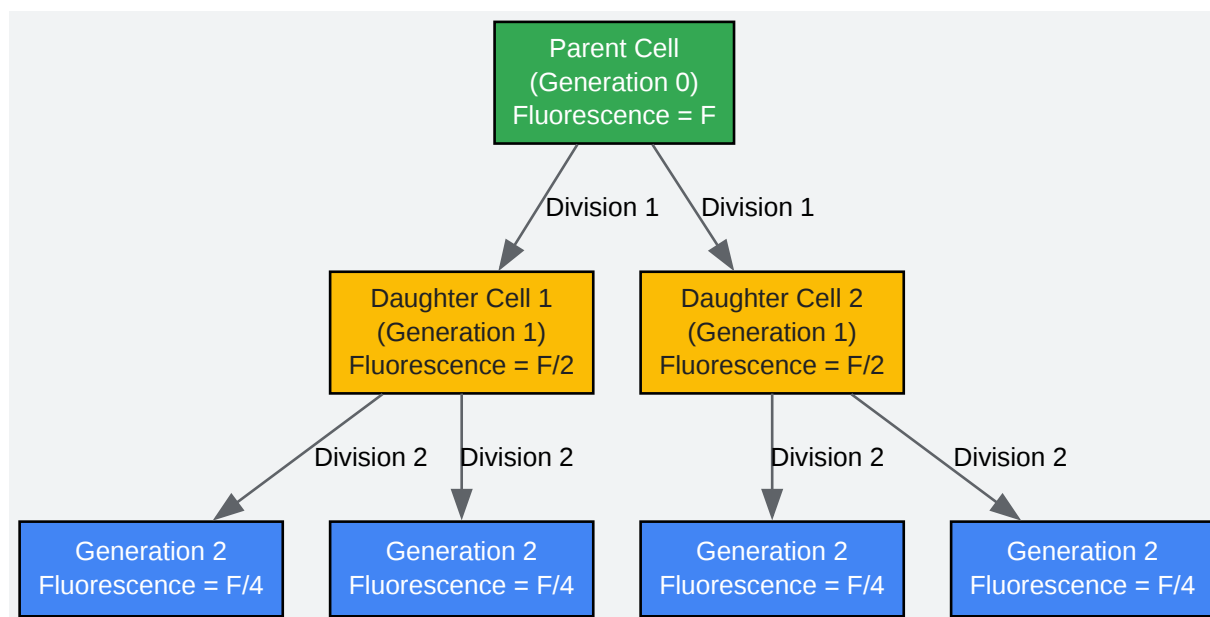 Parent Cell
(Generation 0)
Fluorescence = F
Division 1
Division 1
Daughter Cell 1
(Generation 1)
Fluorescence = F/2
Daughter Cell 2
(Generation 1)
Fluorescence = F/2
Division 2
Division 2
Division 2
Division 2
Generation 2
Fluorescence = F/4
Generation 2
Fluorescence = F/4
Generation 2
Fluorescence = F/4
Generation 2
Fluorescence = F/4